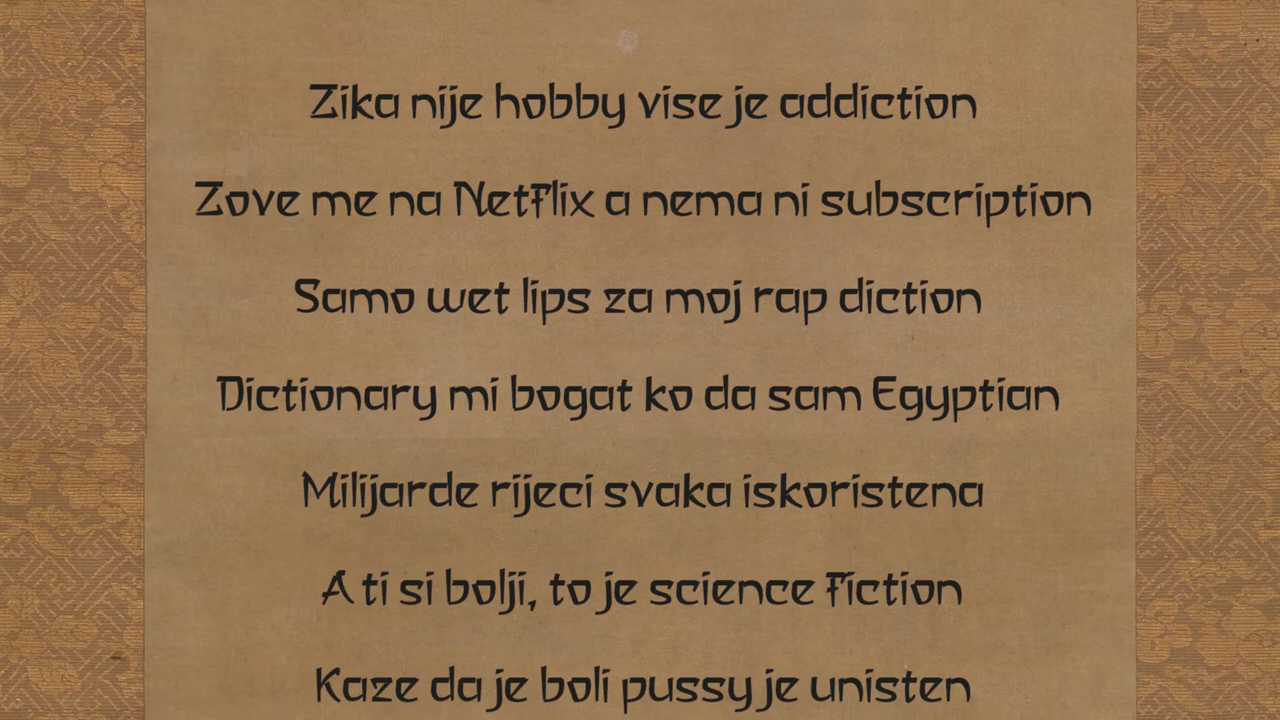 Zika nije hobby vise je addiction
Zove me na Netflix a nema ni subscription
Samo wet lips za moj rap diction
Dictionary mi bogat ko da sam Egyptian
Milijarde rijeci svaka iskoristena
A ti si bolji, to je science fiction
Kaze da je boli pussy je unisten